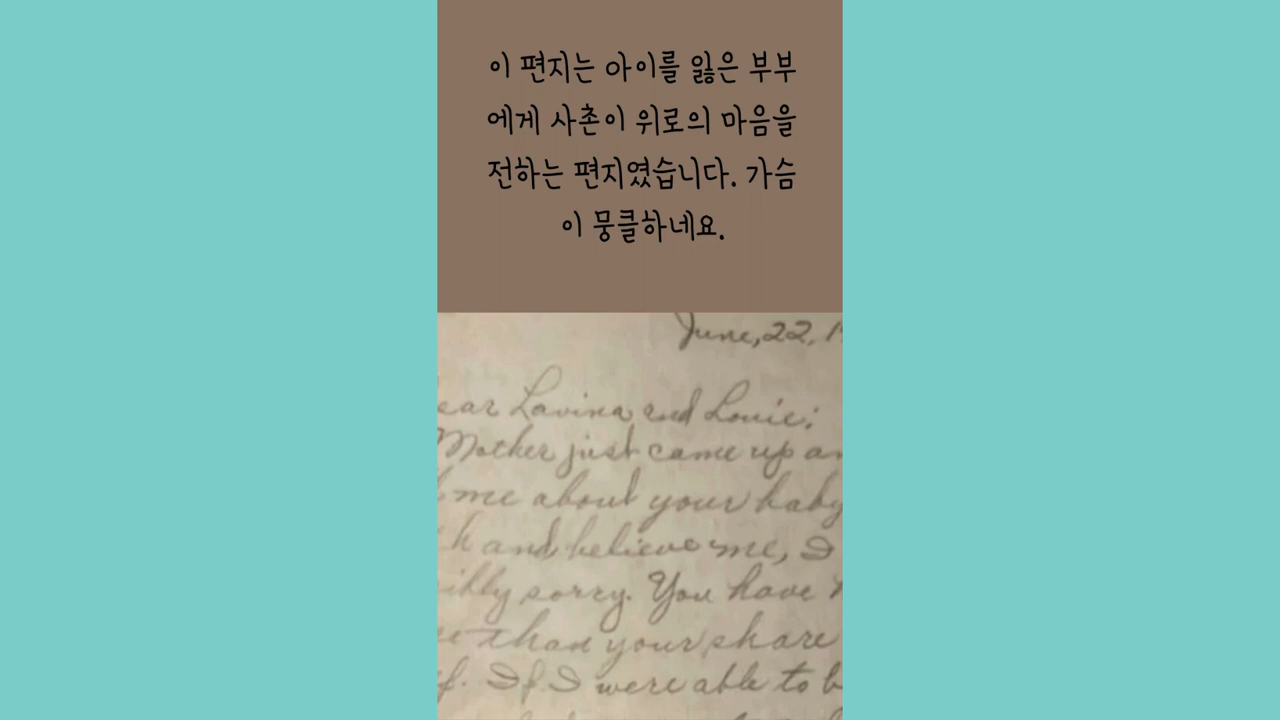 이 편지는 아이를 잃은 부부
에게 사촌이 위로의 마음을
전하는 편지였습니다. 가슴
이 뭉클하네요.
June, 22, 1
ear Lavina and Louie:
Mother just came up an
me about your baby
h and believe me, I
sorry. You have
than your share
f. If I were able to b